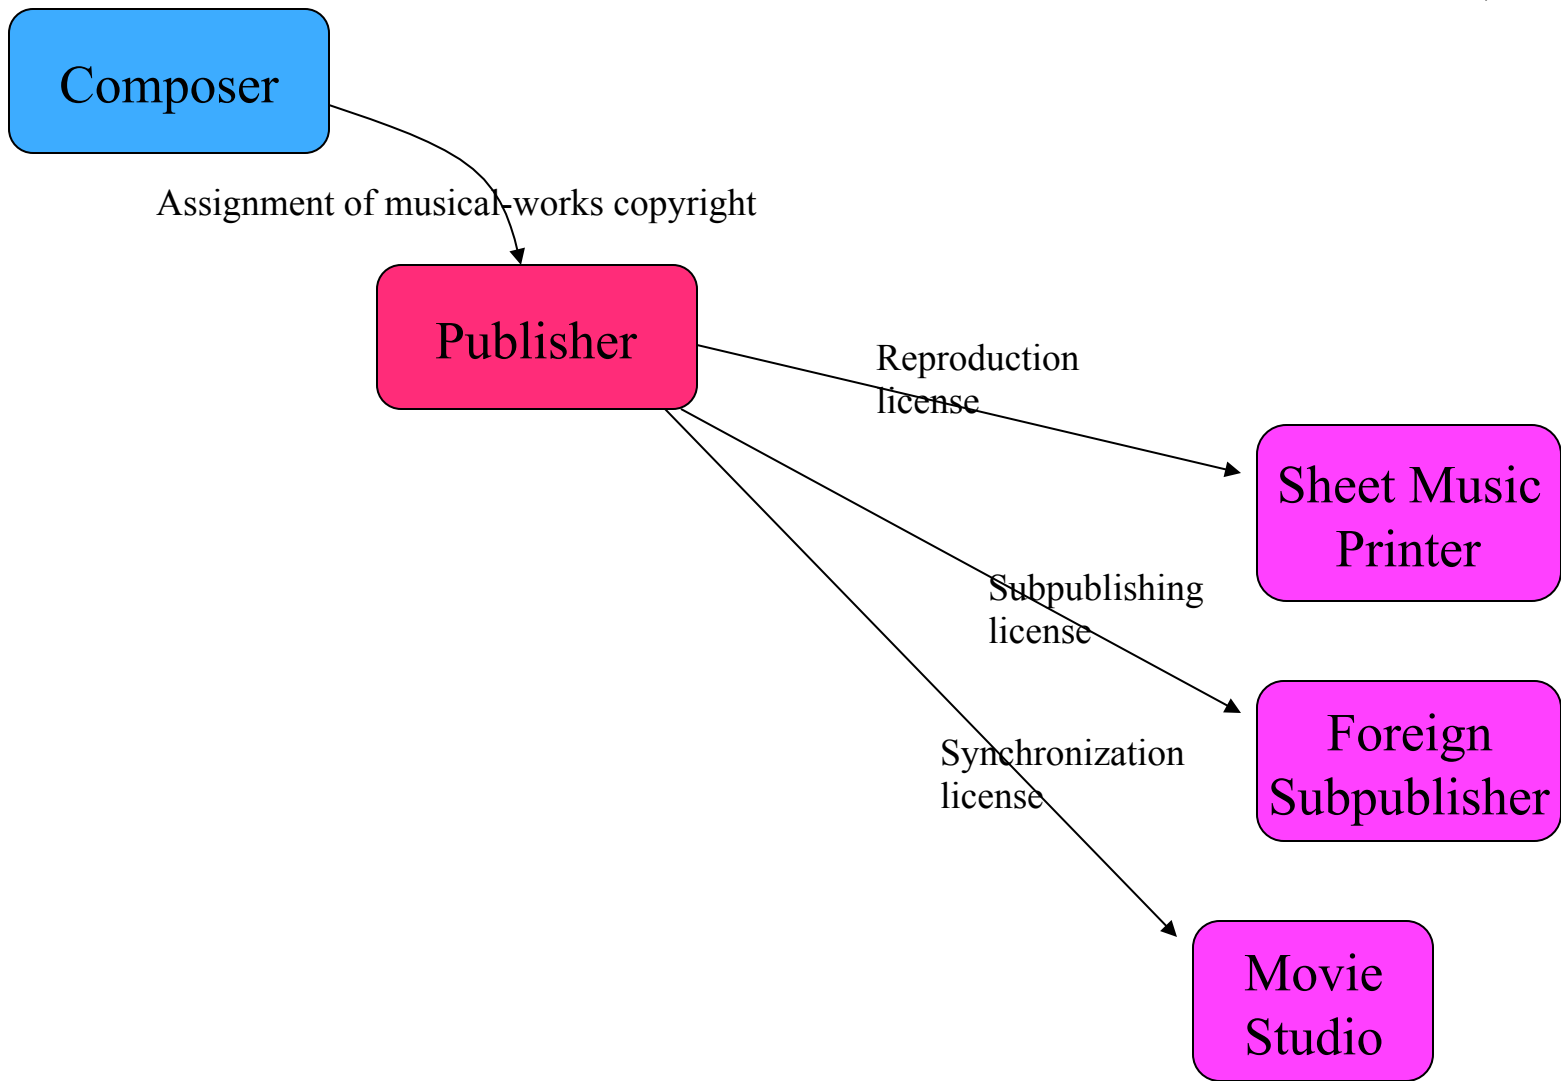 Composer
Assignment of musical-works copyright
Publisher
Reproduction
license
Sheet Music
Printer
Subpublishing
license
Foreign
Subpublisher
Synchronization
license
Movie
Studio